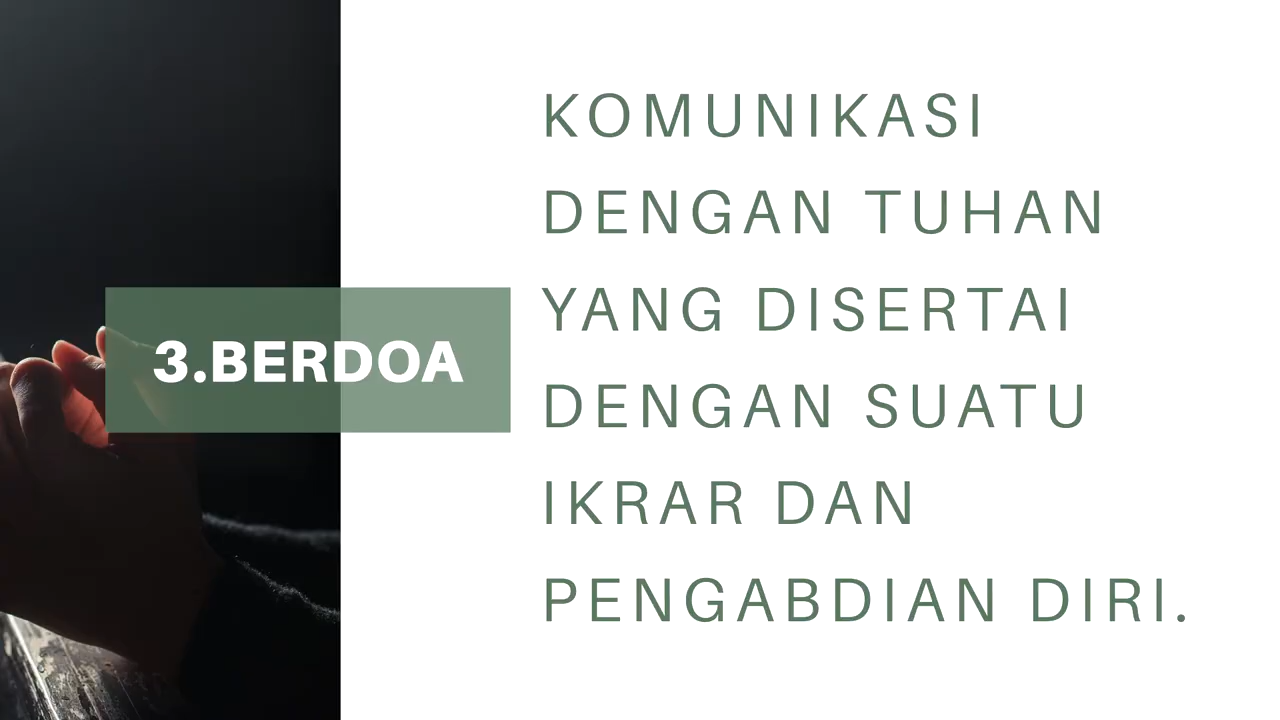 3.BERDOA
KOMUNIKASI
DENGAN TUHAN
YANG DISERTAI
DENGAN SUATU
IKRAR DAN
PENGABDIAN DIRI.